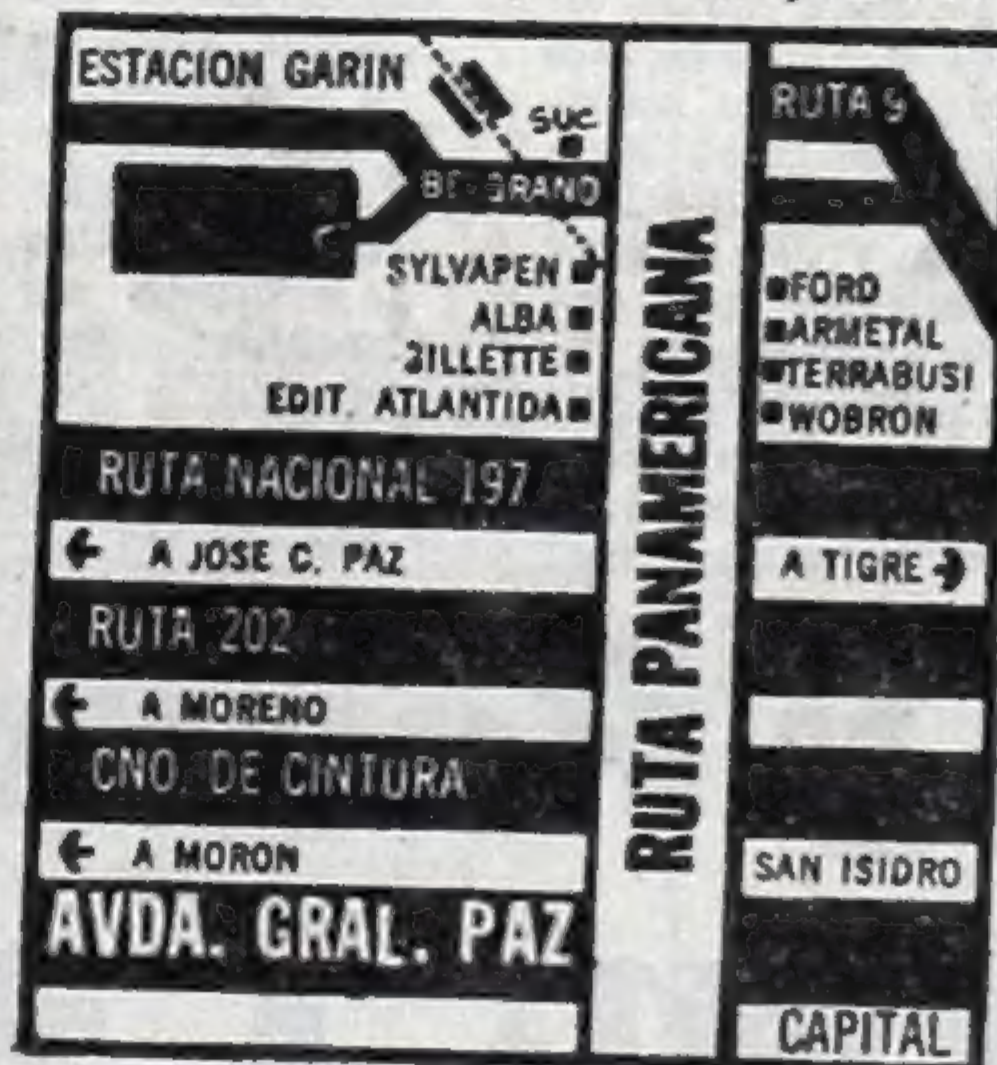 ESTACION GARIN
SUC
RUTA 9
BELGRANO
SYLVAPEN
ALBA
GILLETTE
EDIT. ATLANTIDA
FORD
ARMETAL
TERRABUSI
WOBRON
RUTA PANAMERICANA
RUTA NACIONAL 197
← A JOSE C. PAZ
A TIGRE →
RUTA 202
← A MORENO
CNO. DE CINTURA
← A MORON
SAN ISIDRO
AVDA. GRAL. PAZ
CAPITAL